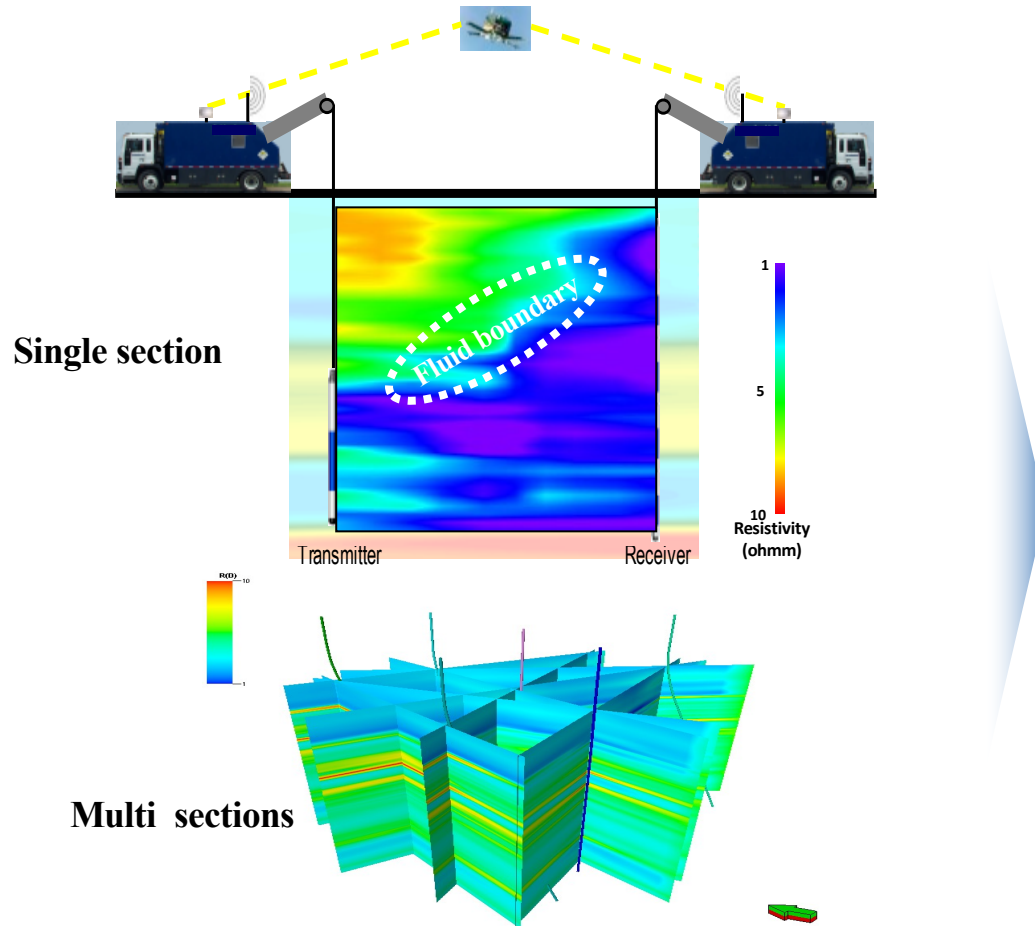 Single section
Fluid boundary
1
5
10
Resistivity
(ohmm)
Transmitter
Receiver
R(D)
10
1
Multi sections